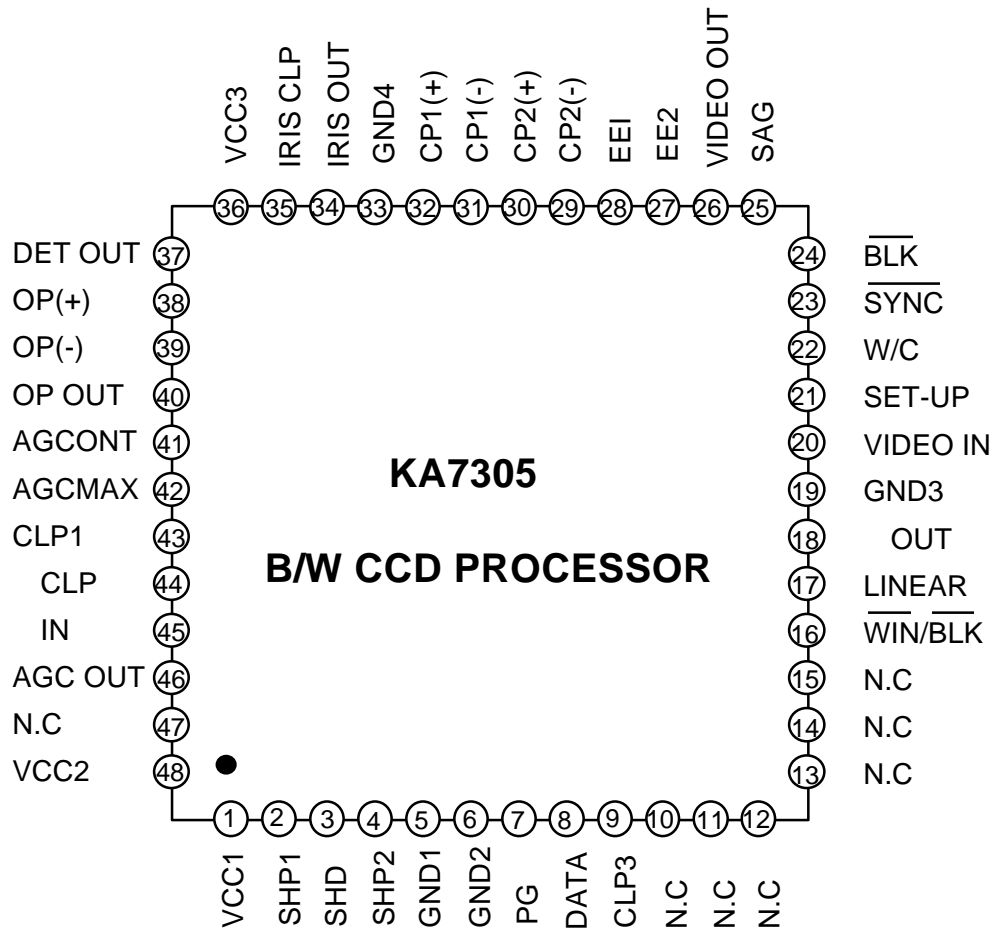 VCC3
IRIS CLP
IRIS OUT
GND4
CP1(+)
CP1(-)
CP2(+)
CP2(-)
EEI
EE2
VIDEO OUT
SAG
36 35 34 33 32 31 30 29 28 27 26 25
DET OUT 37
OP(+) 38
OP(-) 39
OP OUT 40
AGCONT 41
AGCMAX 42
CLP1 43
CLP 44
IN 45
AGC OUT 46
N.C 47
VCC2 48
KA7305
B/W CCD PROCESSOR
24 BLK
23 SYNC
22 W/C
21 SET-UP
20 VIDEO IN
19 GND3
18 OUT
17 LINEAR
16 WIN/BLK
15 N.C
14 N.C
13 N.C
1 2 3 4 5 6 7 8 9 10 11 12
VCC1
SHP1
SHD
SHP2
GND1
GND2
PG
DATA
CLP3
N.C
N.C
N.C